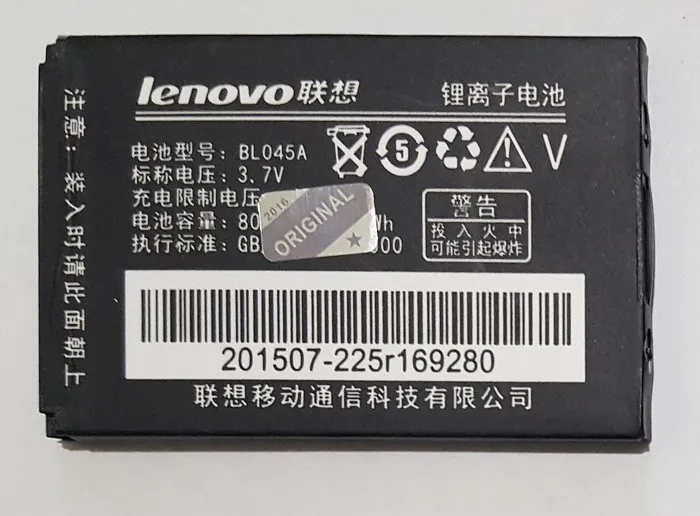 lenovo联想
锂离子电池
电池型号: BL045A
标称电压: 3.7V
充电限制电压
电池容量: 80 Wh
执行标准: GB 000
2016
ORIGINAL
5
V
警告
投入火中
可能引起爆炸
注意:装入时请此面朝上
201507-225r169280
联想移动通信科技有限公司